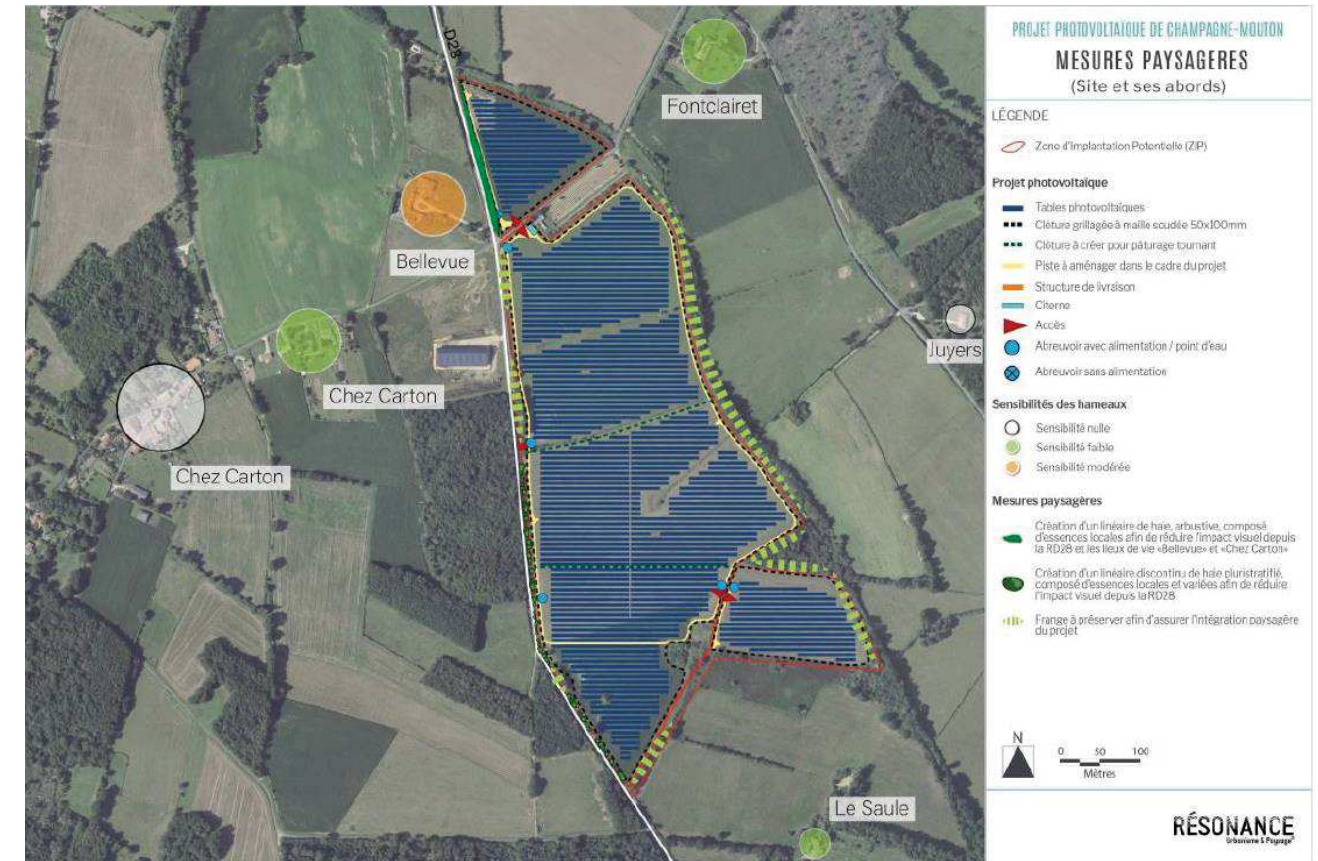 PROJET PHOTOVOLTAÏQUE DE CHAMPAGNE-MOUTON
MESURES PAYSAGERES
(Site et ses abords)
LÉGENDE
Zone d'Implantation Potentielle (ZIP)
Projet photovoltaïque
Tables photovoltaïques
Clôture grillagée à maille soudée 50x100mm
Clôture à créer pour pâturage tournant
Piste à aménager dans le cadre du projet
Structure de livraison
Citerne
Accès
Abreuvoir avec alimentation / point d'eau
Abreuvoir sans alimentation
Sensibilités des hameaux
Sensibilité nulle
Sensibilité faible
Sensibilité modérée
Mesures paysagères
Création d'un linéaire de haie, arbustive, composé
d'essences locales afin de réduire l'impact visuel depuis
la RD28 et les lieux de vie «Bellevue» et «Chez Carton»
Création d'un linéaire discontinu de haie pluristratifié,
composé d'essences locales et variées afin de réduire
l'impact visuel depuis la RD28
Frange à préserver afin d'assurer l'intégration paysagère
du projet
N
0 50 100
Mètres
RÉSONANCE
Urbanisme & Paysage
D28
Fontclairet
Bellevue
Juyers
Chez Carton
Chez Carton
Le Saule